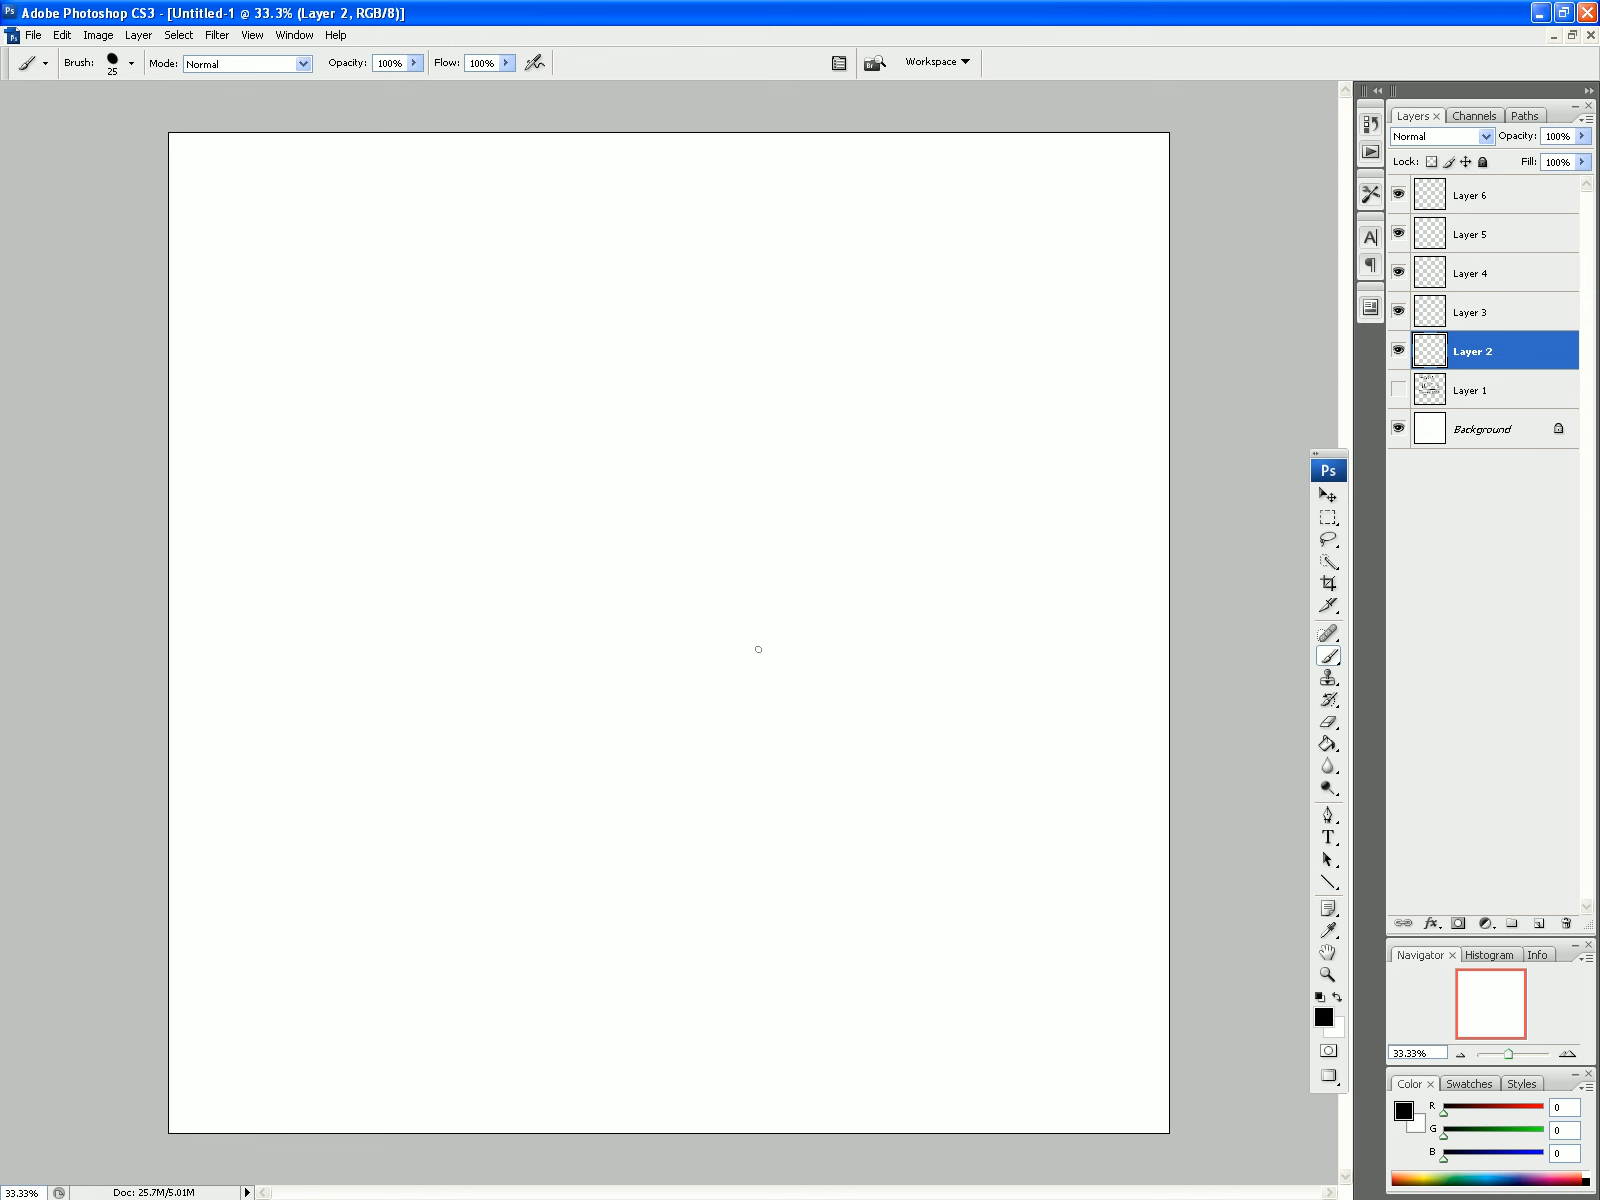 Ps Adobe Photoshop CS3 - [Untitled-1 @ 33.3% (Layer 2, RGB/8)]
File Edit Image Layer Select Filter View Window Help
Brush: 25 Mode: Normal Opacity: 100% Flow: 100% Br Workspace
Layers Channels Paths
Normal Opacity: 100%
Lock: Fill: 100%
Layer 6
Layer 5
Layer 4
Layer 3
Layer 2
Layer 1
Background
Ps
fx
Navigator Histogram Info
33.33%
Color Swatches Styles
R 0
G 0
B 0
33.33% Doc: 25.7M/5.01M